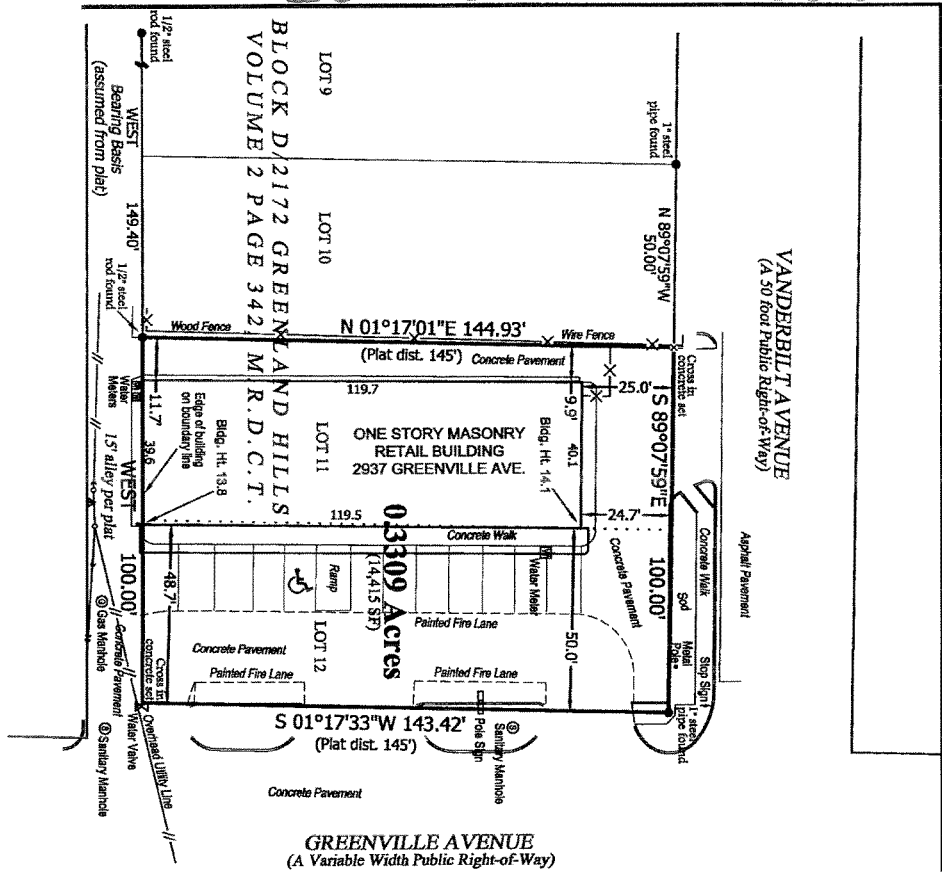 VANDERBILT AVENUE
(A 50 foot Public Right-of-Way)
Asphalt Pavement
1" steel
pipe found
N 89°07'59"W
50.00'
Cross in
concrete set
S 89°07'59"E
100.00'
Concrete Walk
Sod
Metal
Pole
Stop Sign
1" steel
pipe found
25.0'
24.7'
Concrete Pavement
LOT 9
LOT 10
BLOCK D/2172 GREENLAND HILLS
VOLUME 2 PAGE 342, M.R.D.C.T.
Wood Fence
N 01°17'01"E 144.93'
Wire Fence
(Plat dist. 145')
Concrete Pavement
119.7
9.9'
40.1
Bldg. Ht. 14.1
ONE STORY MASONRY
RETAIL BUILDING
2937 GREENVILLE AVE.
LOT 11
119.5
Bldg. Ht. 13.8
Edge of building
on boundary line
11.7'
39.6
Concrete Walk
0.3309 Acres
(14,415 SF)
Ramp
Water Meter
WM
Painted Fire Lane
LOT 12
50.0'
48.7'
Concrete Pavement
Painted Fire Lane
Painted Fire Lane
S 01°17'33"W 143.42'
(Plat dist. 145')
Pole Sign
Ⓢ
Sanitary Manhole
Concrete Pavement
GREENVILLE AVENUE
(A Variable Width Public Right-of-Way)
1/2" steel
rod found
WEST
149.40'
Bearing Basis
(assumed from plat)
1/2" steel
rod found
Water
Meters
15' alley per plat
WEST
100.00'
Cross in
concrete set
Ⓖ Gas Manhole
Concrete Pavement
Overhead Utility Line
Water Valve
Ⓢ Sanitary Manhole